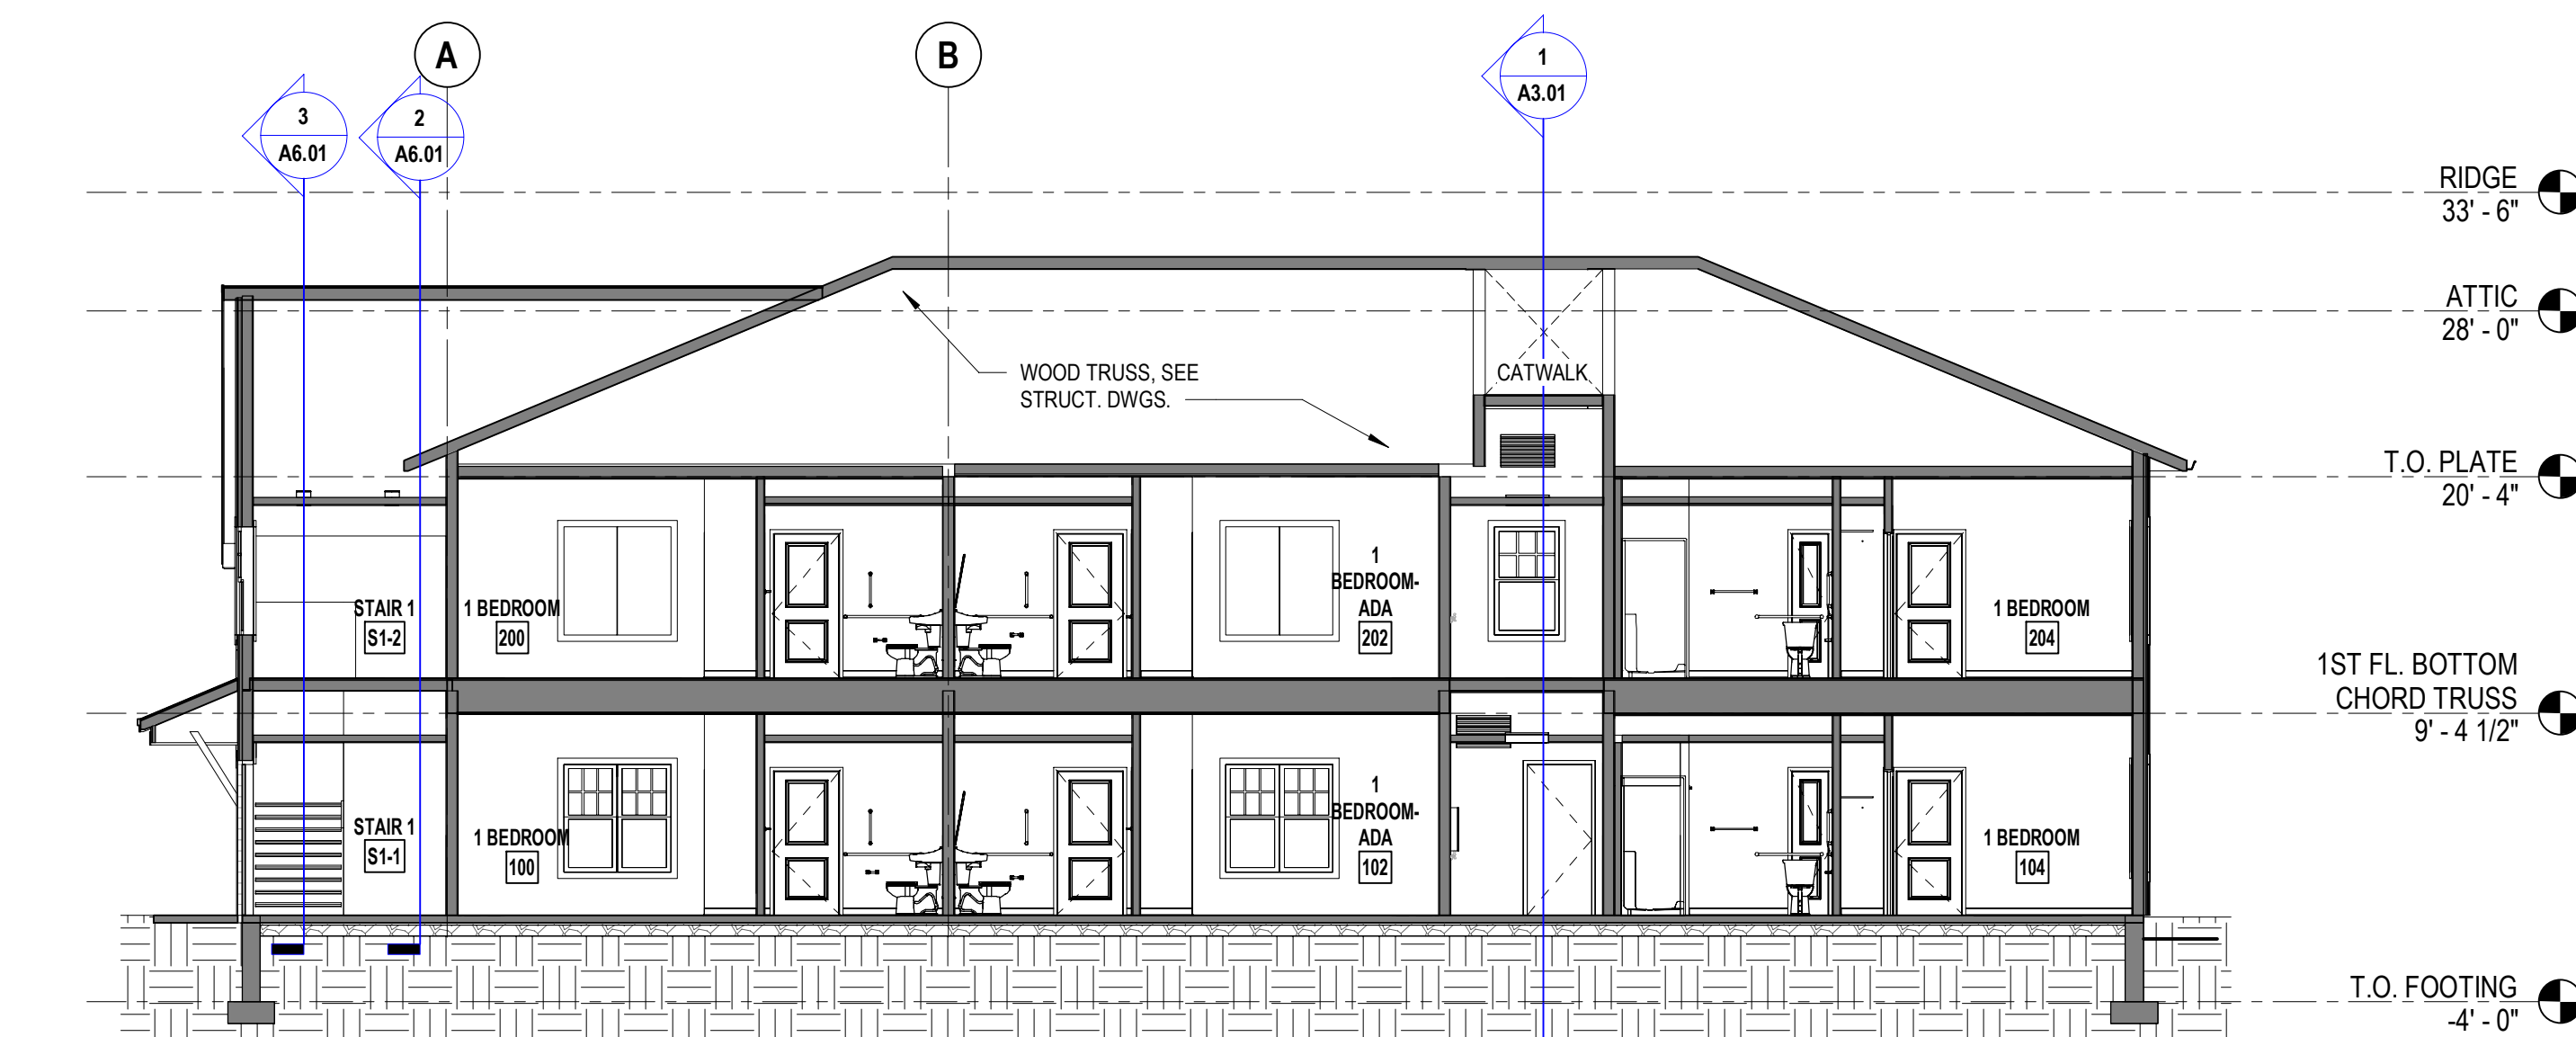 A
B
1
A3.01
3
A6.01
2
A6.01
RIDGE
33' - 6"
ATTIC
28' - 0"
WOOD TRUSS, SEE
STRUCT. DWGS.
CATWALK
T.O. PLATE
20' - 4"
STAIR 1
S1-2
1 BEDROOM
200
1
BEDROOM-
ADA
202
1 BEDROOM
204
1ST FL. BOTTOM
CHORD TRUSS
9' - 4 1/2"
STAIR 1
S1-1
1 BEDROOM
100
1
BEDROOM-
ADA
102
1 BEDROOM
104
T.O. FOOTING
-4' - 0"